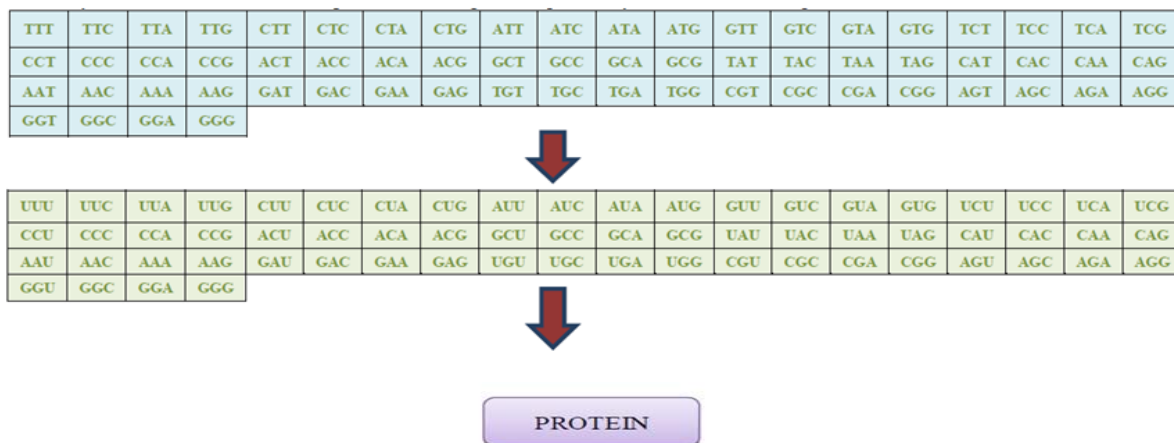 TTT TTC TTA TTG CTT CTC CTA CTG ATT ATC ATA ATG GTT GTC GTA GTG TCT TCC TCA TCG
CCT CCC CCA CCG ACT ACC ACA ACG GCT GCC GCA GCG TAT TAC TAA TAG CAT CAC CAA CAG
AAT AAC AAA AAG GAT GAC GAA GAG TGT TGC TGA TGG CGT CGC CGA CGG AGT AGC AGA AGG
GGT GGC GGA GGG
UUU UUC UUA UUG CUU CUC CUA CUG AUU AUC AUA AUG GUU GUC GUA GUG UCU UCC UCA UCG
CCU CCC CCA CCG ACU ACC ACA ACG GCU GCC GCA GCG UAU UAC UAA UAG CAU CAC CAA CAG
AAU AAC AAA AAG GAU GAC GAA GAG UGU UGC UGA UGG CGU CGC CGA CGG AGU AGC AGA AGG
GGU GGC GGA GGG
PROTEIN